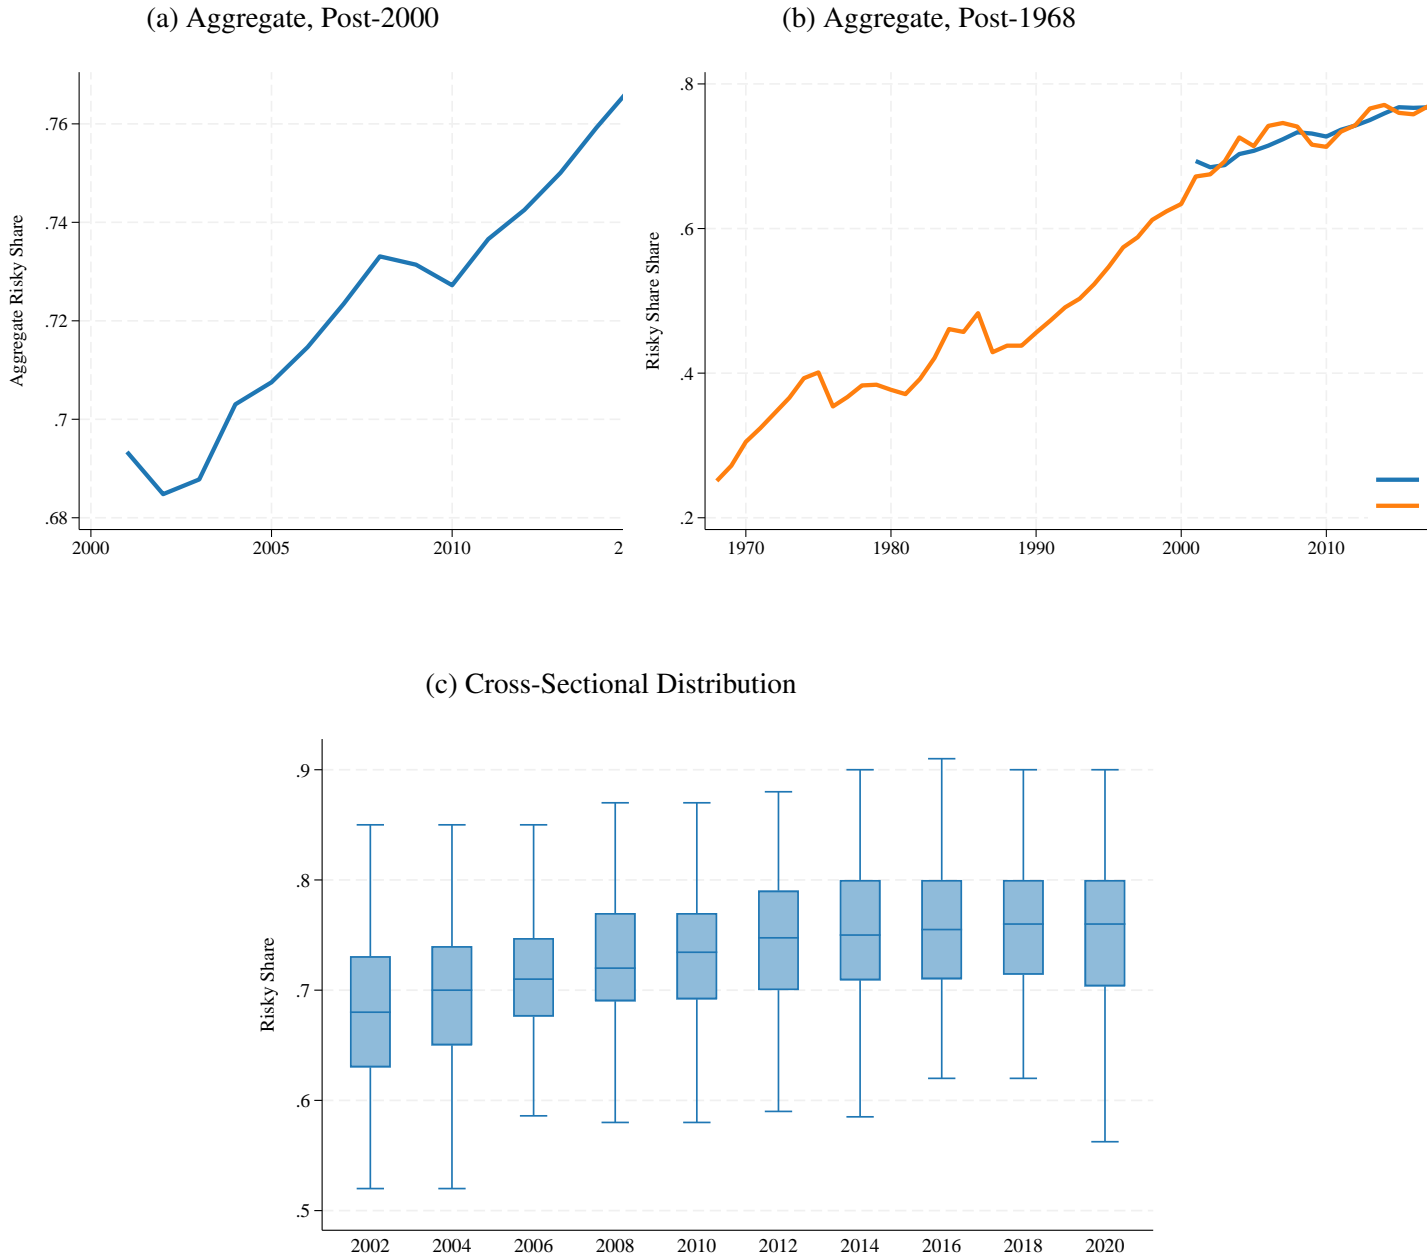 (a) Aggregate, Post-2000
Aggregate Risky Share
.76
.74
.72
.7
.68
2000 2005 2010 2
(b) Aggregate, Post-1968
Risky Share Share
.8
.6
.4
.2
1970 1980 1990 2000 2010
(c) Cross-Sectional Distribution
Risky Share
.9
.8
.7
.6
.5
2002 2004 2006 2008 2010 2012 2014 2016 2018 2020